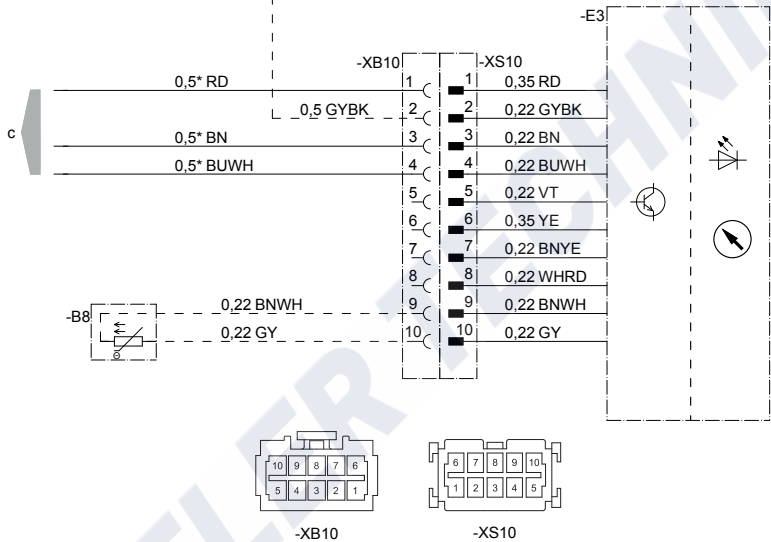 -E3
-XB10 -XS10
0,5* RD 1 1 0,35 RD
0,5 GYBK 2 2 0,22 GYBK
c 0,5* BN 3 3 0,22 BN
0,5* BUWH 4 4 0,22 BUWH
5 5 0,22 VT
6 6 0,35 YE
7 7 0,22 BNYE
8 8 0,22 WHRD
-B8 0,22 BNWH 9 9 0,22 BNWH
0,22 GY 10 10 0,22 GY
Θ
10 9 8 7 6
5 4 3 2 1
-XB10
6 7 8 9 10
1 2 3 4 5
-XS10
ELER TECHNI